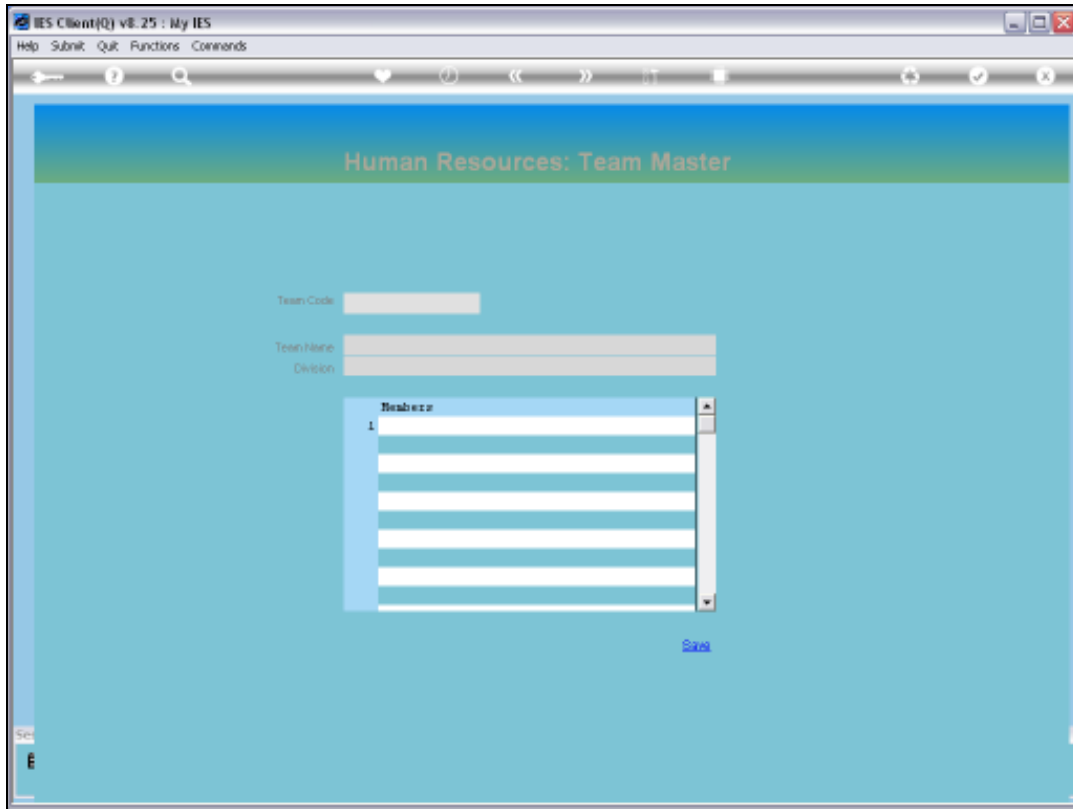 IES Client(Q) v8.25 : My IES
Help Submit Quit Functions Commands
Human Resources: Team Master
Team Code
Team Name
Division
Members
1
Save